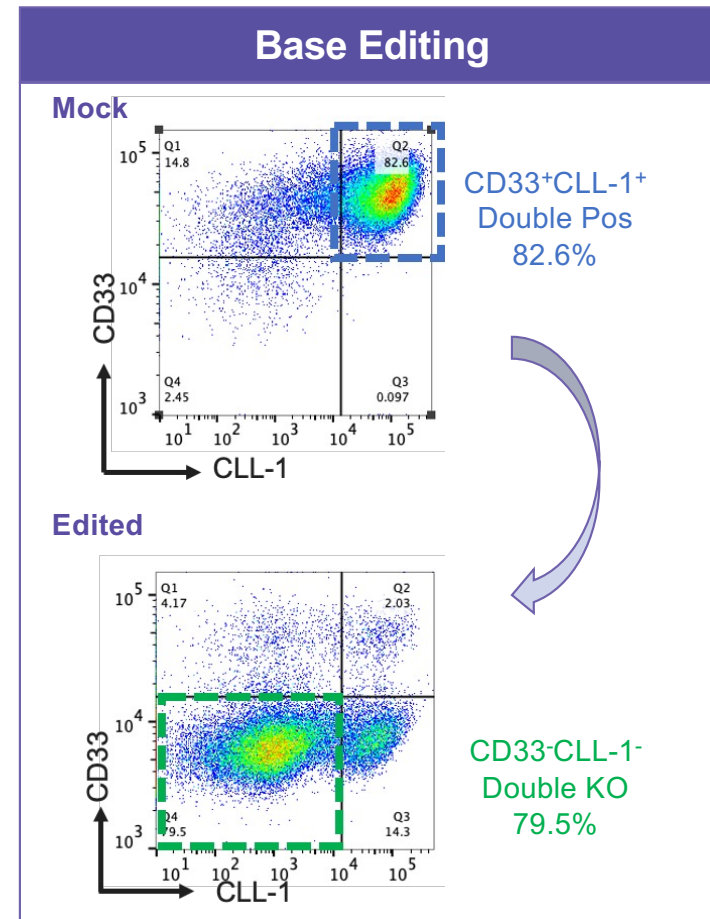 Base Editing
Mock
Q1
14.8
Q2
82.6
CD33⁺CLL-1⁺
Double Pos
82.6%
10⁵
10⁴
10³
CD33
Q4
2.45
Q3
0.097
10¹ 10² 10³ 10⁴ 10⁵
CLL-1
Edited
Q1
4.17
Q2
2.03
10⁵
10⁴
10³
CD33
CD33⁻CLL-1⁻
Double KO
79.5%
Q4
79.5
Q3
14.3
10¹ 10² 10³ 10⁴ 10⁵
CLL-1